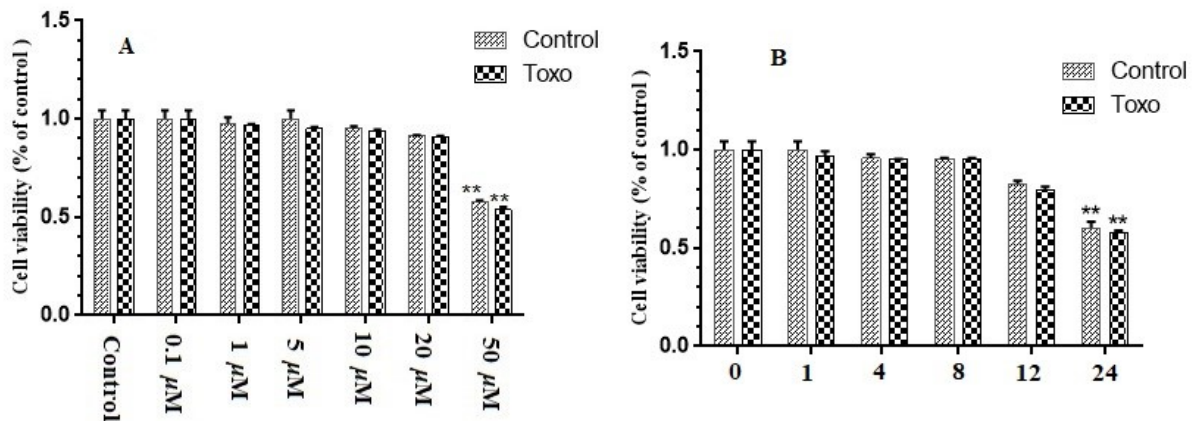 A
Control
Toxo
Cell viability (% of control )
1.5
1.0
0.5
0.0
** **
Control
0.1 µM
1 µM
5 µM
10 µM
20 µM
50 µM
B
Control
Toxo
Cell viability (% of control )
1.5
1.0
0.5
0.0
** **
0 1 4 8 12 24